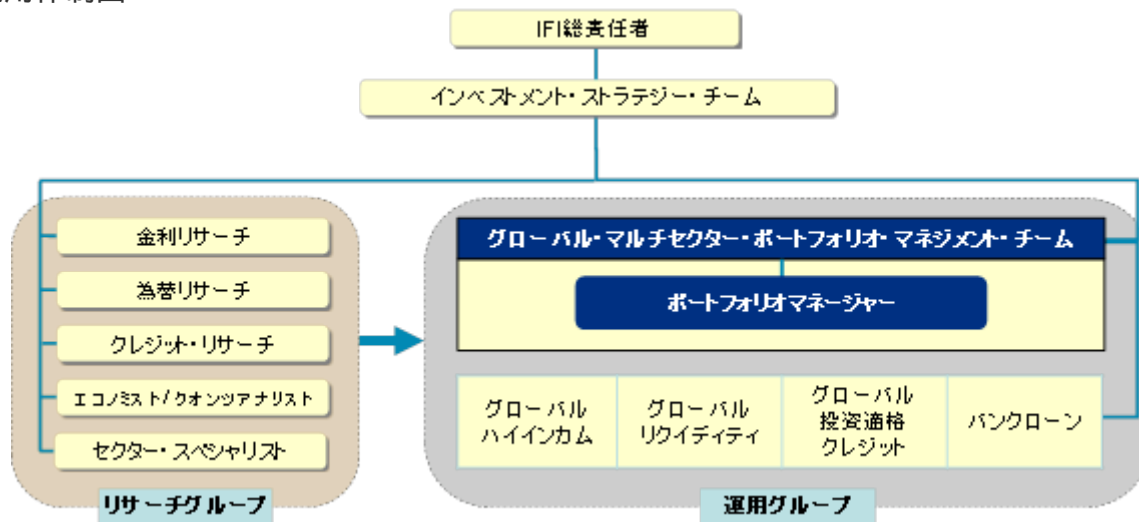 IFI総責任者
インベストメント・ストラテジー・チーム
金利リサーチ
為替リサーチ
クレジット・リサーチ
エコノミスト/クオンツアナリスト
セクター・スペシャリスト
リサーチグループ
グローバル・マルチセクター・ポートフォリオ・マネジメント・チーム
ポートフォリオマネージャー
グローバル
ハイインカム
グローバル
リクイディティ
グローバル
投資適格
クレジット
バンクローン
運用グループ